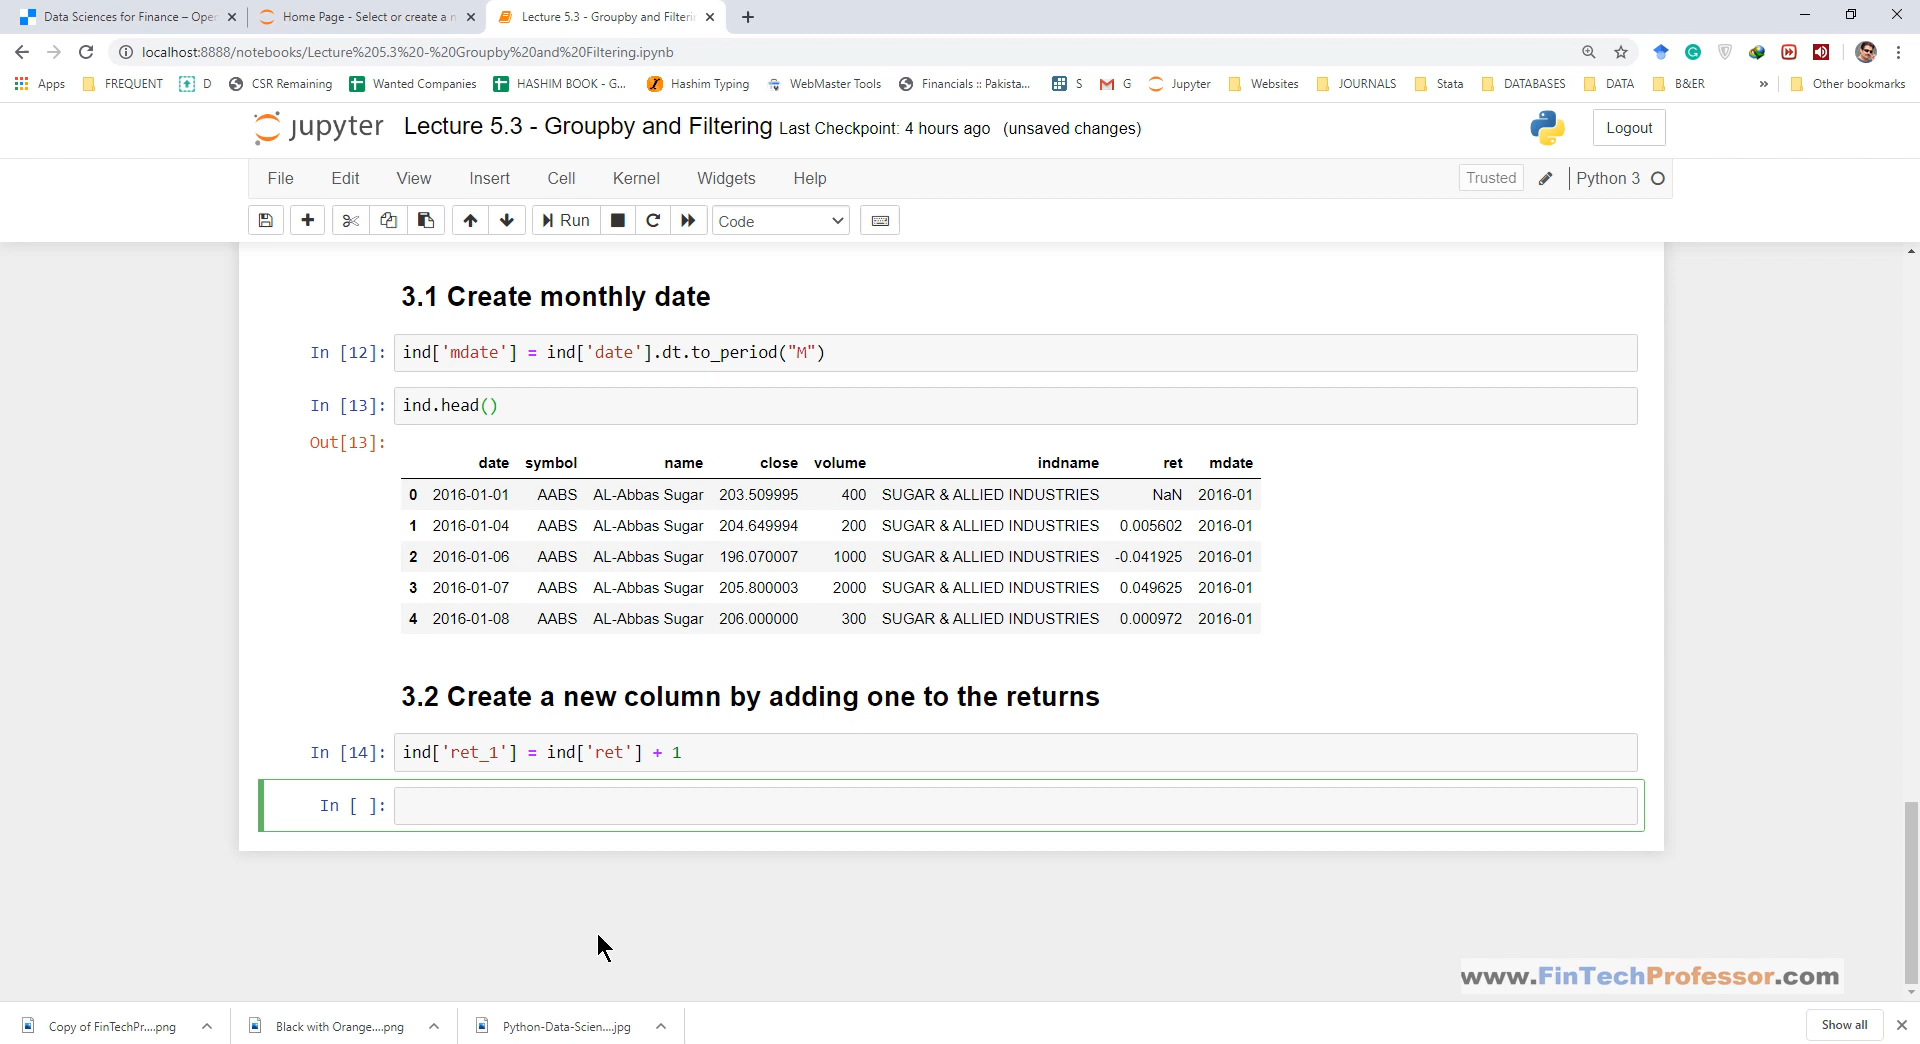 Data Sciences for Finance – Oper
Home Page - Select or create a n
Lecture 5.3 - Groupby and Filterin
localhost:8888/notebooks/Lecture%205.3%20-%20Groupby%20and%20Filtering.ipynb
Apps FREQUENT D CSR Remaining Wanted Companies HASHIM BOOK - G... Hashim Typing WebMaster Tools Financials :: Pakista... S G Jupyter Websites JOURNALS Stata DATABASES DATA B&ER » Other bookmarks
jupyter Lecture 5.3 - Groupby and Filtering Last Checkpoint: 4 hours ago (unsaved changes) Logout
File Edit View Insert Cell Kernel Widgets Help Trusted Python 3
Run Code
3.1 Create monthly date
In [12]: ind['mdate'] = ind['date'].dt.to_period("M")
In [13]: ind.head()
Out[13]:
date symbol name close volume indname ret mdate
0 2016-01-01 AABS AL-Abbas Sugar 203.509995 400 SUGAR & ALLIED INDUSTRIES NaN 2016-01
1 2016-01-04 AABS AL-Abbas Sugar 204.649994 200 SUGAR & ALLIED INDUSTRIES 0.005602 2016-01
2 2016-01-06 AABS AL-Abbas Sugar 196.070007 1000 SUGAR & ALLIED INDUSTRIES -0.041925 2016-01
3 2016-01-07 AABS AL-Abbas Sugar 205.800003 2000 SUGAR & ALLIED INDUSTRIES 0.049625 2016-01
4 2016-01-08 AABS AL-Abbas Sugar 206.000000 300 SUGAR & ALLIED INDUSTRIES 0.000972 2016-01
3.2 Create a new column by adding one to the returns
In [14]: ind['ret_1'] = ind['ret'] + 1
In [ ]:
www.FinTechProfessor.com
Copy of FinTechPr....png Black with Orange....png Python-Data-Scien....jpg Show all